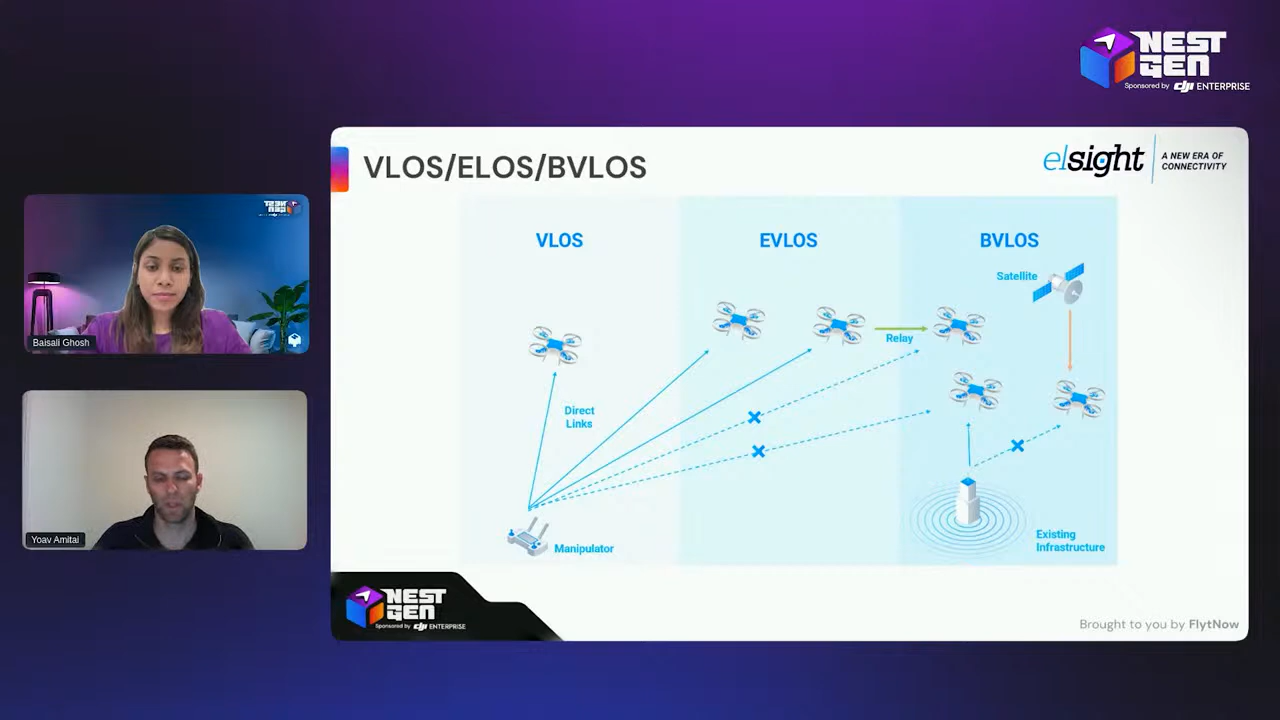 NEST
GEN
Sponsored by dji ENTERPRISE
VLOS/ELOS/BVLOS
elsight
A NEW ERA OF
CONNECTIVITY
VLOS
EVLOS
BVLOS
Satellite
Relay
Direct
Links
Manipulator
Existing
Infrastructure
Baisali Ghosh
Yoav Amitai
NEST
GEN
Sponsored by dji ENTERPRISE
Brought to you by FlytNow